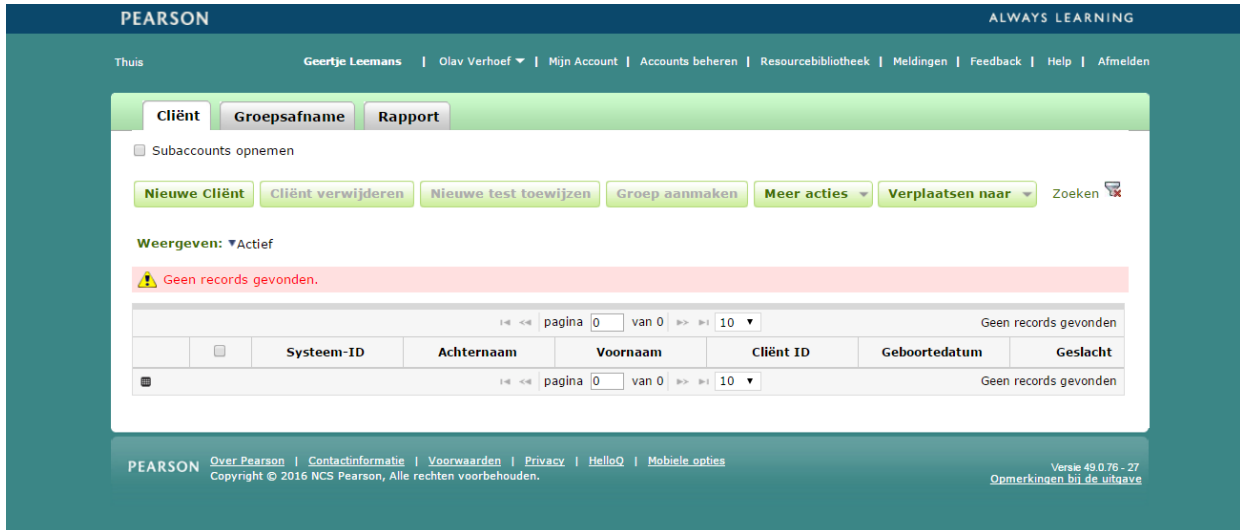 PEARSON ALWAYS LEARNING
Thuis Geertje Leemans | Olav Verhoef | Mijn Account | Accounts beheren | Resourcebibliotheek | Meldingen | Feedback | Help | Afmelden
Cliënt Groepsafname Rapport
Subaccounts opnemen
Nieuwe Cliënt Cliënt verwijderen Nieuwe test toewijzen Groep aanmaken Meer acties Verplaatsen naar Zoeken
Weergeven: Actief
Geen records gevonden.
pagina 0 van 0 10 Geen records gevonden
Systeem-ID Achternaam Voornaam Cliënt ID Geboortedatum Geslacht
pagina 0 van 0 10 Geen records gevonden
PEARSON Over Pearson | Contactinformatie | Voorwaarden | Privacy | HelloQ | Mobiele opties
Copyright © 2016 NCS Pearson, Alle rechten voorbehouden.
Versie 49.0.76 - 27
Opmerkingen bij de uitgave